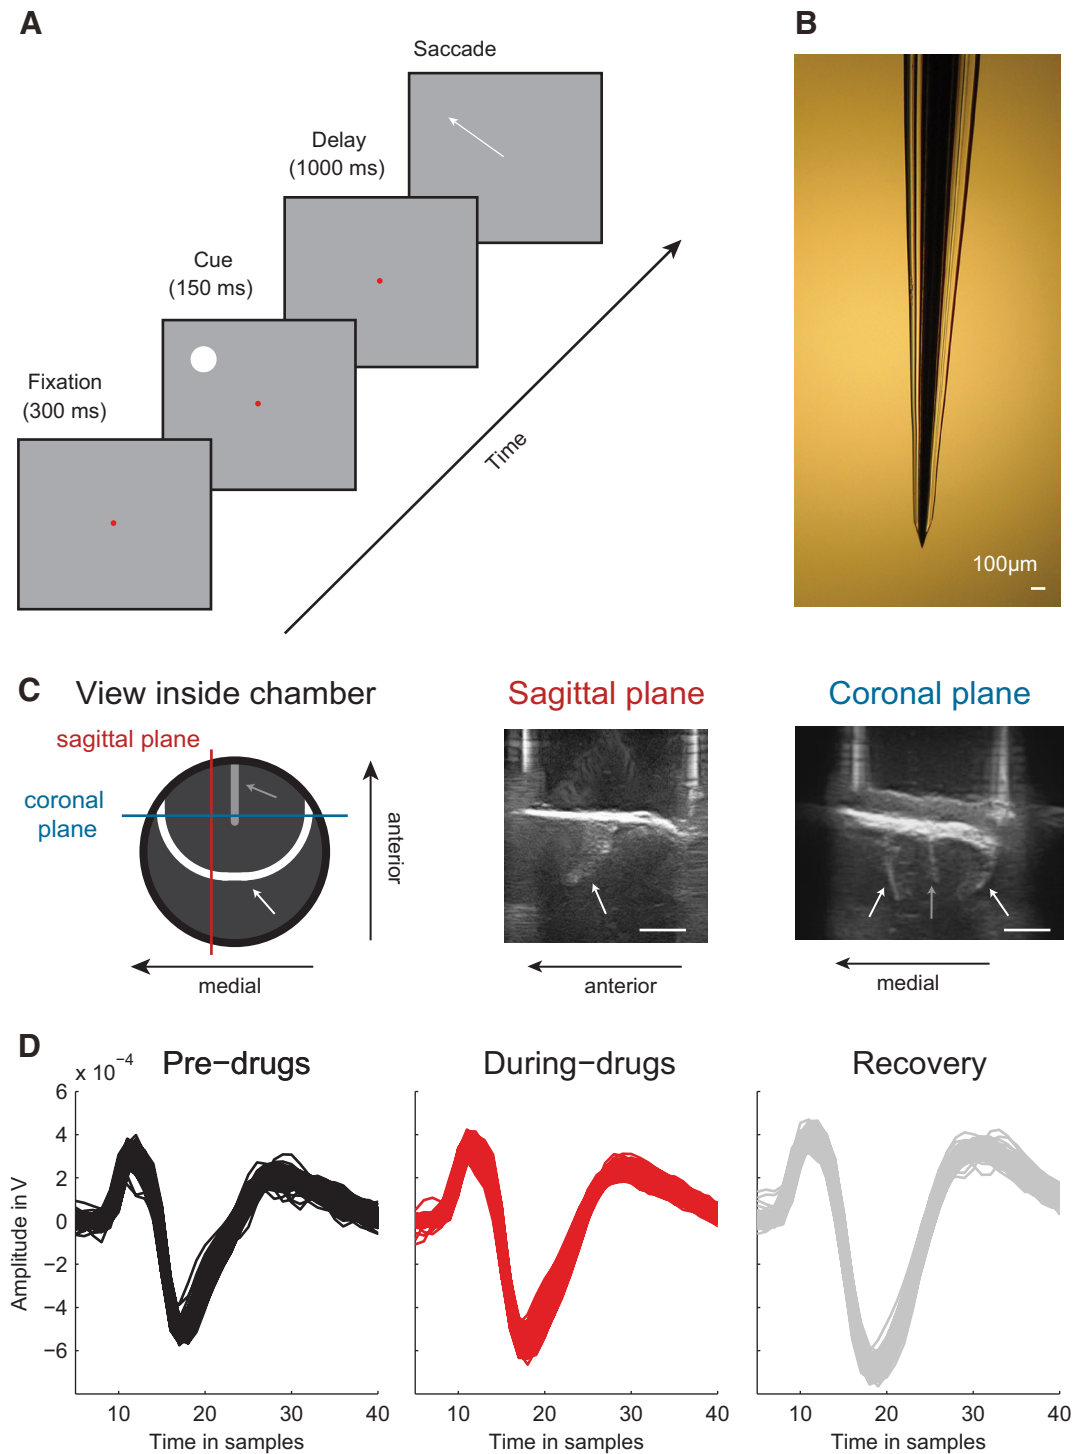 A
Saccade
Delay
(1000 ms)
Cue
(150 ms)
Fixation
(300 ms)
Time
B
100µm
C
View inside chamber
sagittal plane
coronal
plane
anterior
medial
Sagittal plane
anterior
Coronal plane
medial
D
Pre−drugs
During−drugs
Recovery
x 10−4
6
4
2
0
−2
−4
−6
Amplitude in V
10 20 30 40
Time in samples
10 20 30 40
Time in samples
10 20 30 40
Time in samples